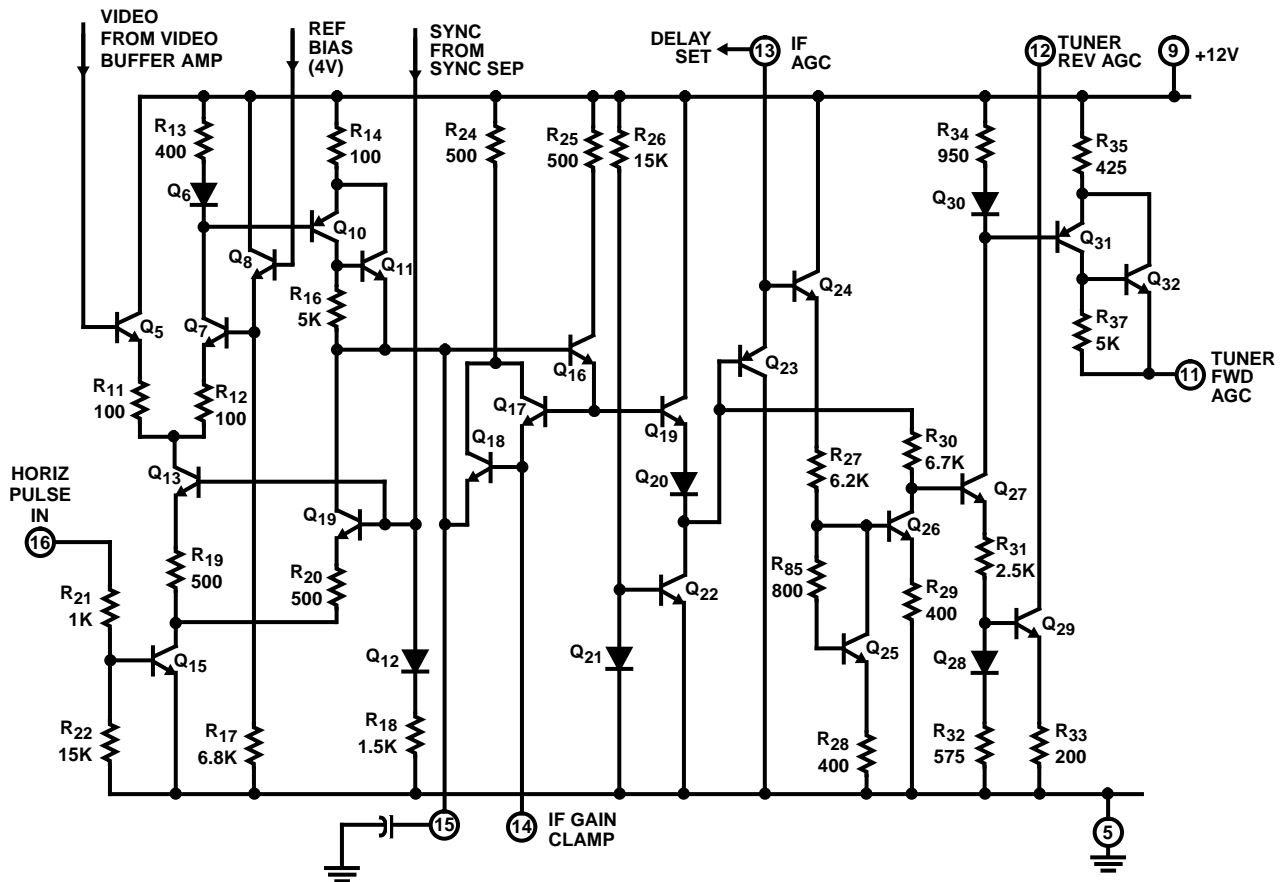 VIDEO
FROM VIDEO
BUFFER AMP
REF
BIAS
(4V)
SYNC
FROM
SYNC SEP
DELAY
SET
13
IF
AGC
12
TUNER
REV AGC
9
+12V
R13
400
R14
100
R24
500
R25
500
R26
15K
R34
950
R35
425
Q6
Q30
Q10
Q8
Q11
Q24
Q31
Q32
R16
5K
Q5
Q7
R37
5K
Q16
Q23
11
TUNER
FWD
AGC
R11
100
R12
100
Q17
Q19
Q18
R30
6.7K
HORIZ
PULSE
IN
16
Q13
R27
6.2K
Q20
Q27
Q19
Q26
R19
500
R20
500
R31
2.5K
R21
1K
R85
800
R29
400
Q22
Q15
Q12
Q21
Q25
Q28
Q29
R22
15K
R17
6.8K
R18
1.5K
R28
400
R32
575
R33
200
15
14
IF GAIN
CLAMP
5